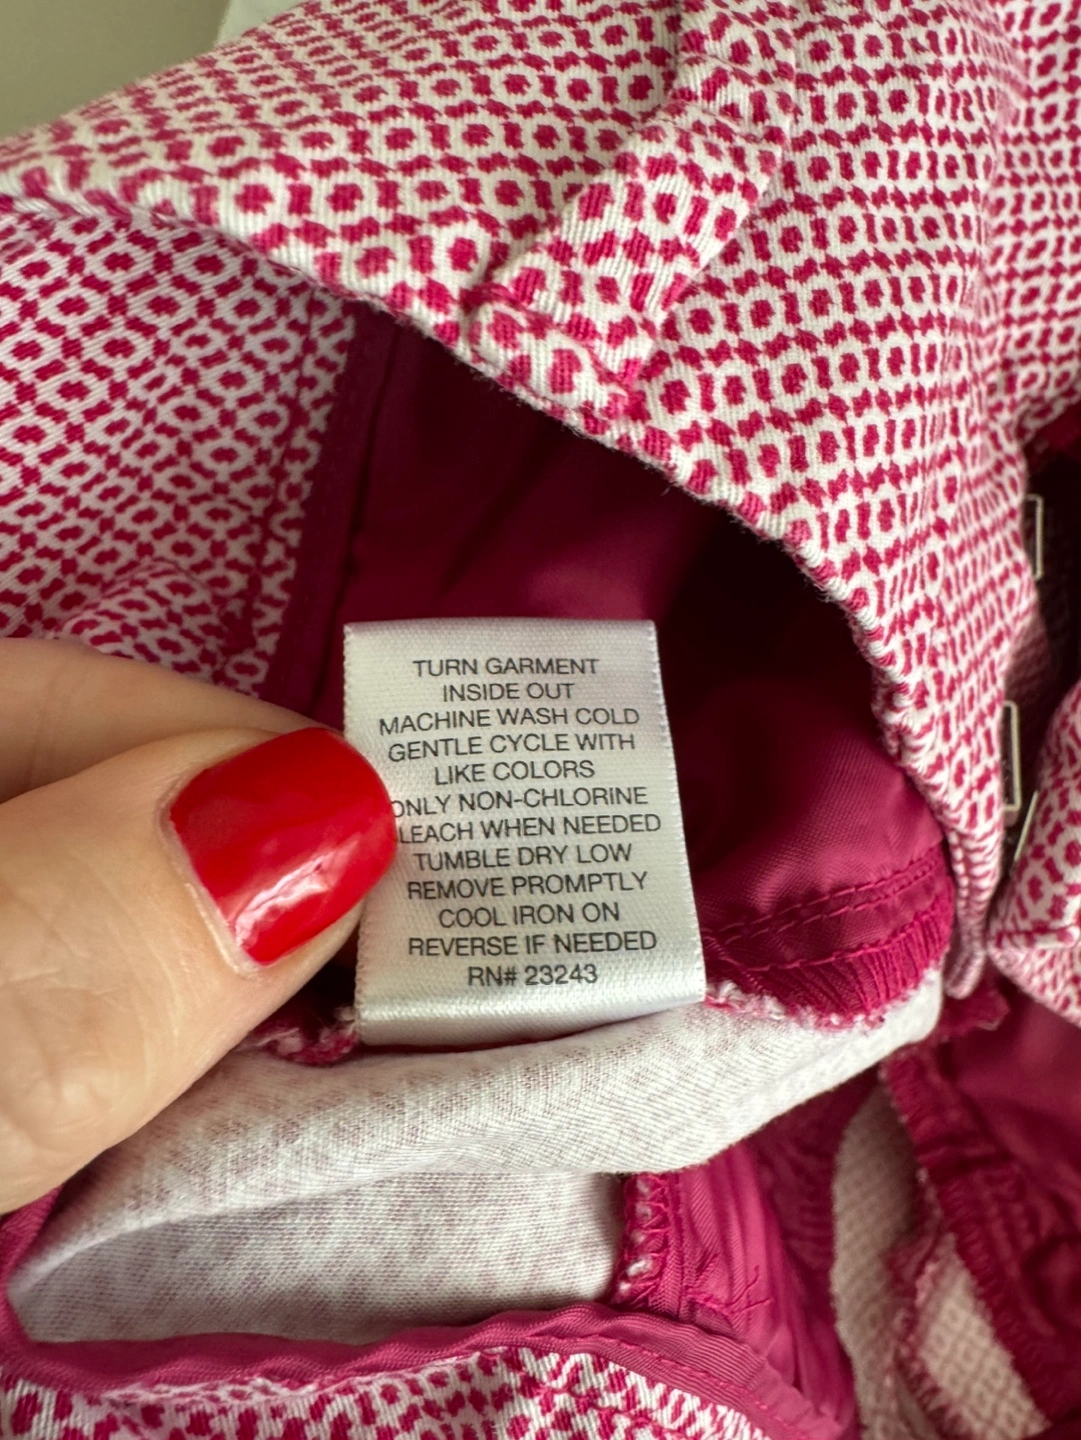 TURN GARMENT
INSIDE OUT
MACHINE WASH COLD
GENTLE CYCLE WITH
LIKE COLORS
ONLY NON-CHLORINE
LEACH WHEN NEEDED
TUMBLE DRY LOW
REMOVE PROMPTLY
COOL IRON ON
REVERSE IF NEEDED
RN# 23243